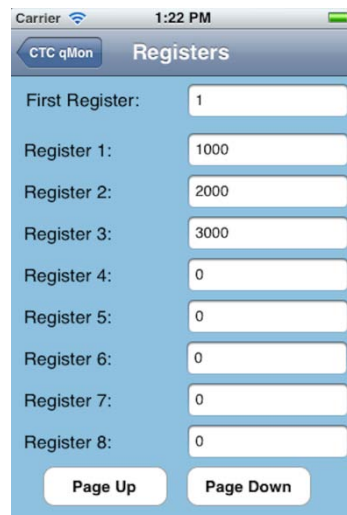 Carrier 1:22 PM
CTC qMon Registers
First Register: 1
Register 1: 1000
Register 2: 2000
Register 3: 3000
Register 4: 0
Register 5: 0
Register 6: 0
Register 7: 0
Register 8: 0
Page Up Page Down